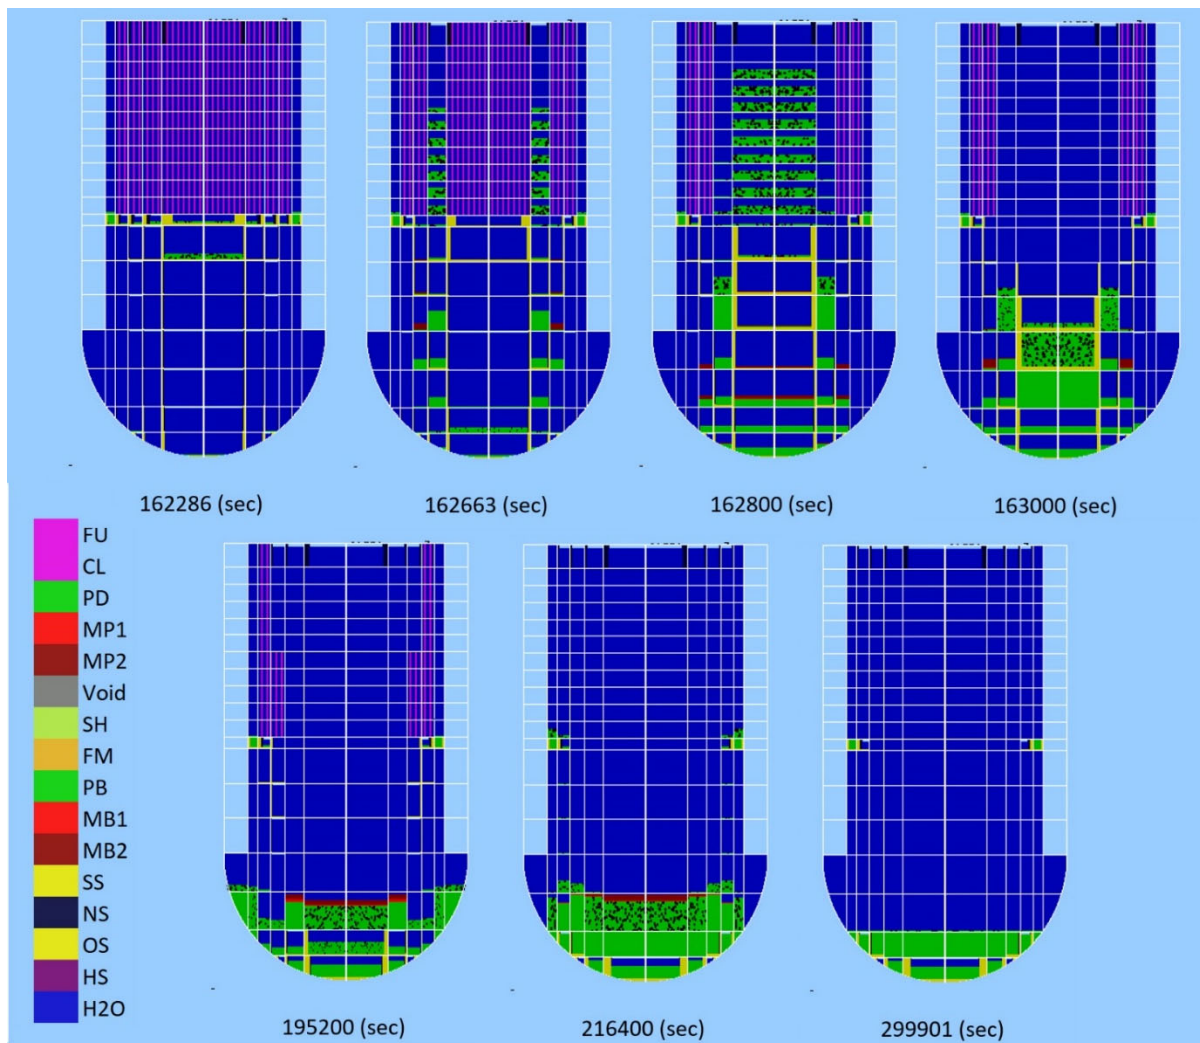 162286 (sec)
162663 (sec)
162800 (sec)
163000 (sec)
FU
CL
PD
MP1
MP2
Void
SH
FM
PB
MB1
MB2
SS
NS
OS
HS
H2O
195200 (sec)
216400 (sec)
299901 (sec)